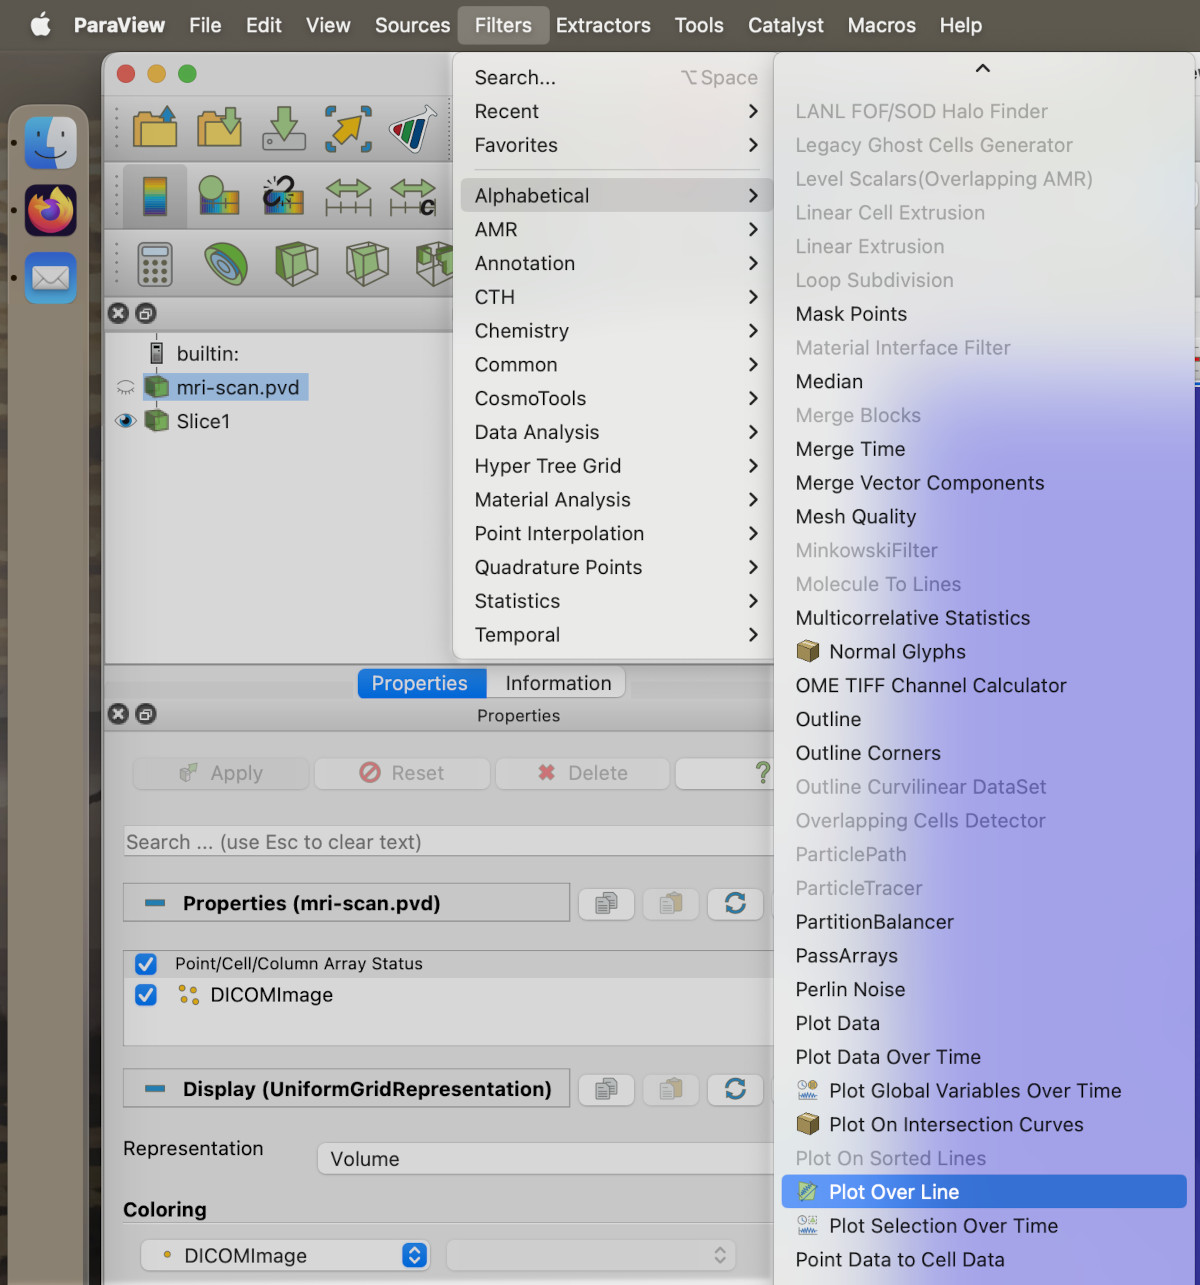 ParaView File Edit View Sources Filters Extractors Tools Catalyst Macros Help
Search... ⌥Space
Recent
Favorites
Alphabetical
AMR
Annotation
CTH
Chemistry
Common
CosmoTools
Data Analysis
Hyper Tree Grid
Material Analysis
Point Interpolation
Quadrature Points
Statistics
Temporal
LANL FOF/SOD Halo Finder
Legacy Ghost Cells Generator
Level Scalars(Overlapping AMR)
Linear Cell Extrusion
Linear Extrusion
Loop Subdivision
Mask Points
Material Interface Filter
Median
Merge Blocks
Merge Time
Merge Vector Components
Mesh Quality
MinkowskiFilter
Molecule To Lines
Multicorrelative Statistics
Normal Glyphs
OME TIFF Channel Calculator
Outline
Outline Corners
Outline Curvilinear DataSet
Overlapping Cells Detector
ParticlePath
ParticleTracer
PartitionBalancer
PassArrays
Perlin Noise
Plot Data
Plot Data Over Time
Plot Global Variables Over Time
Plot On Intersection Curves
Plot On Sorted Lines
Plot Over Line
Plot Selection Over Time
Point Data to Cell Data
C
builtin:
mri-scan.pvd
Slice1
Properties Information
Properties
Apply Reset Delete ?
Search ... (use Esc to clear text)
Properties (mri-scan.pvd)
Point/Cell/Column Array Status
DICOMImage
Display (UniformGridRepresentation)
Representation Volume
Coloring
DICOMImage